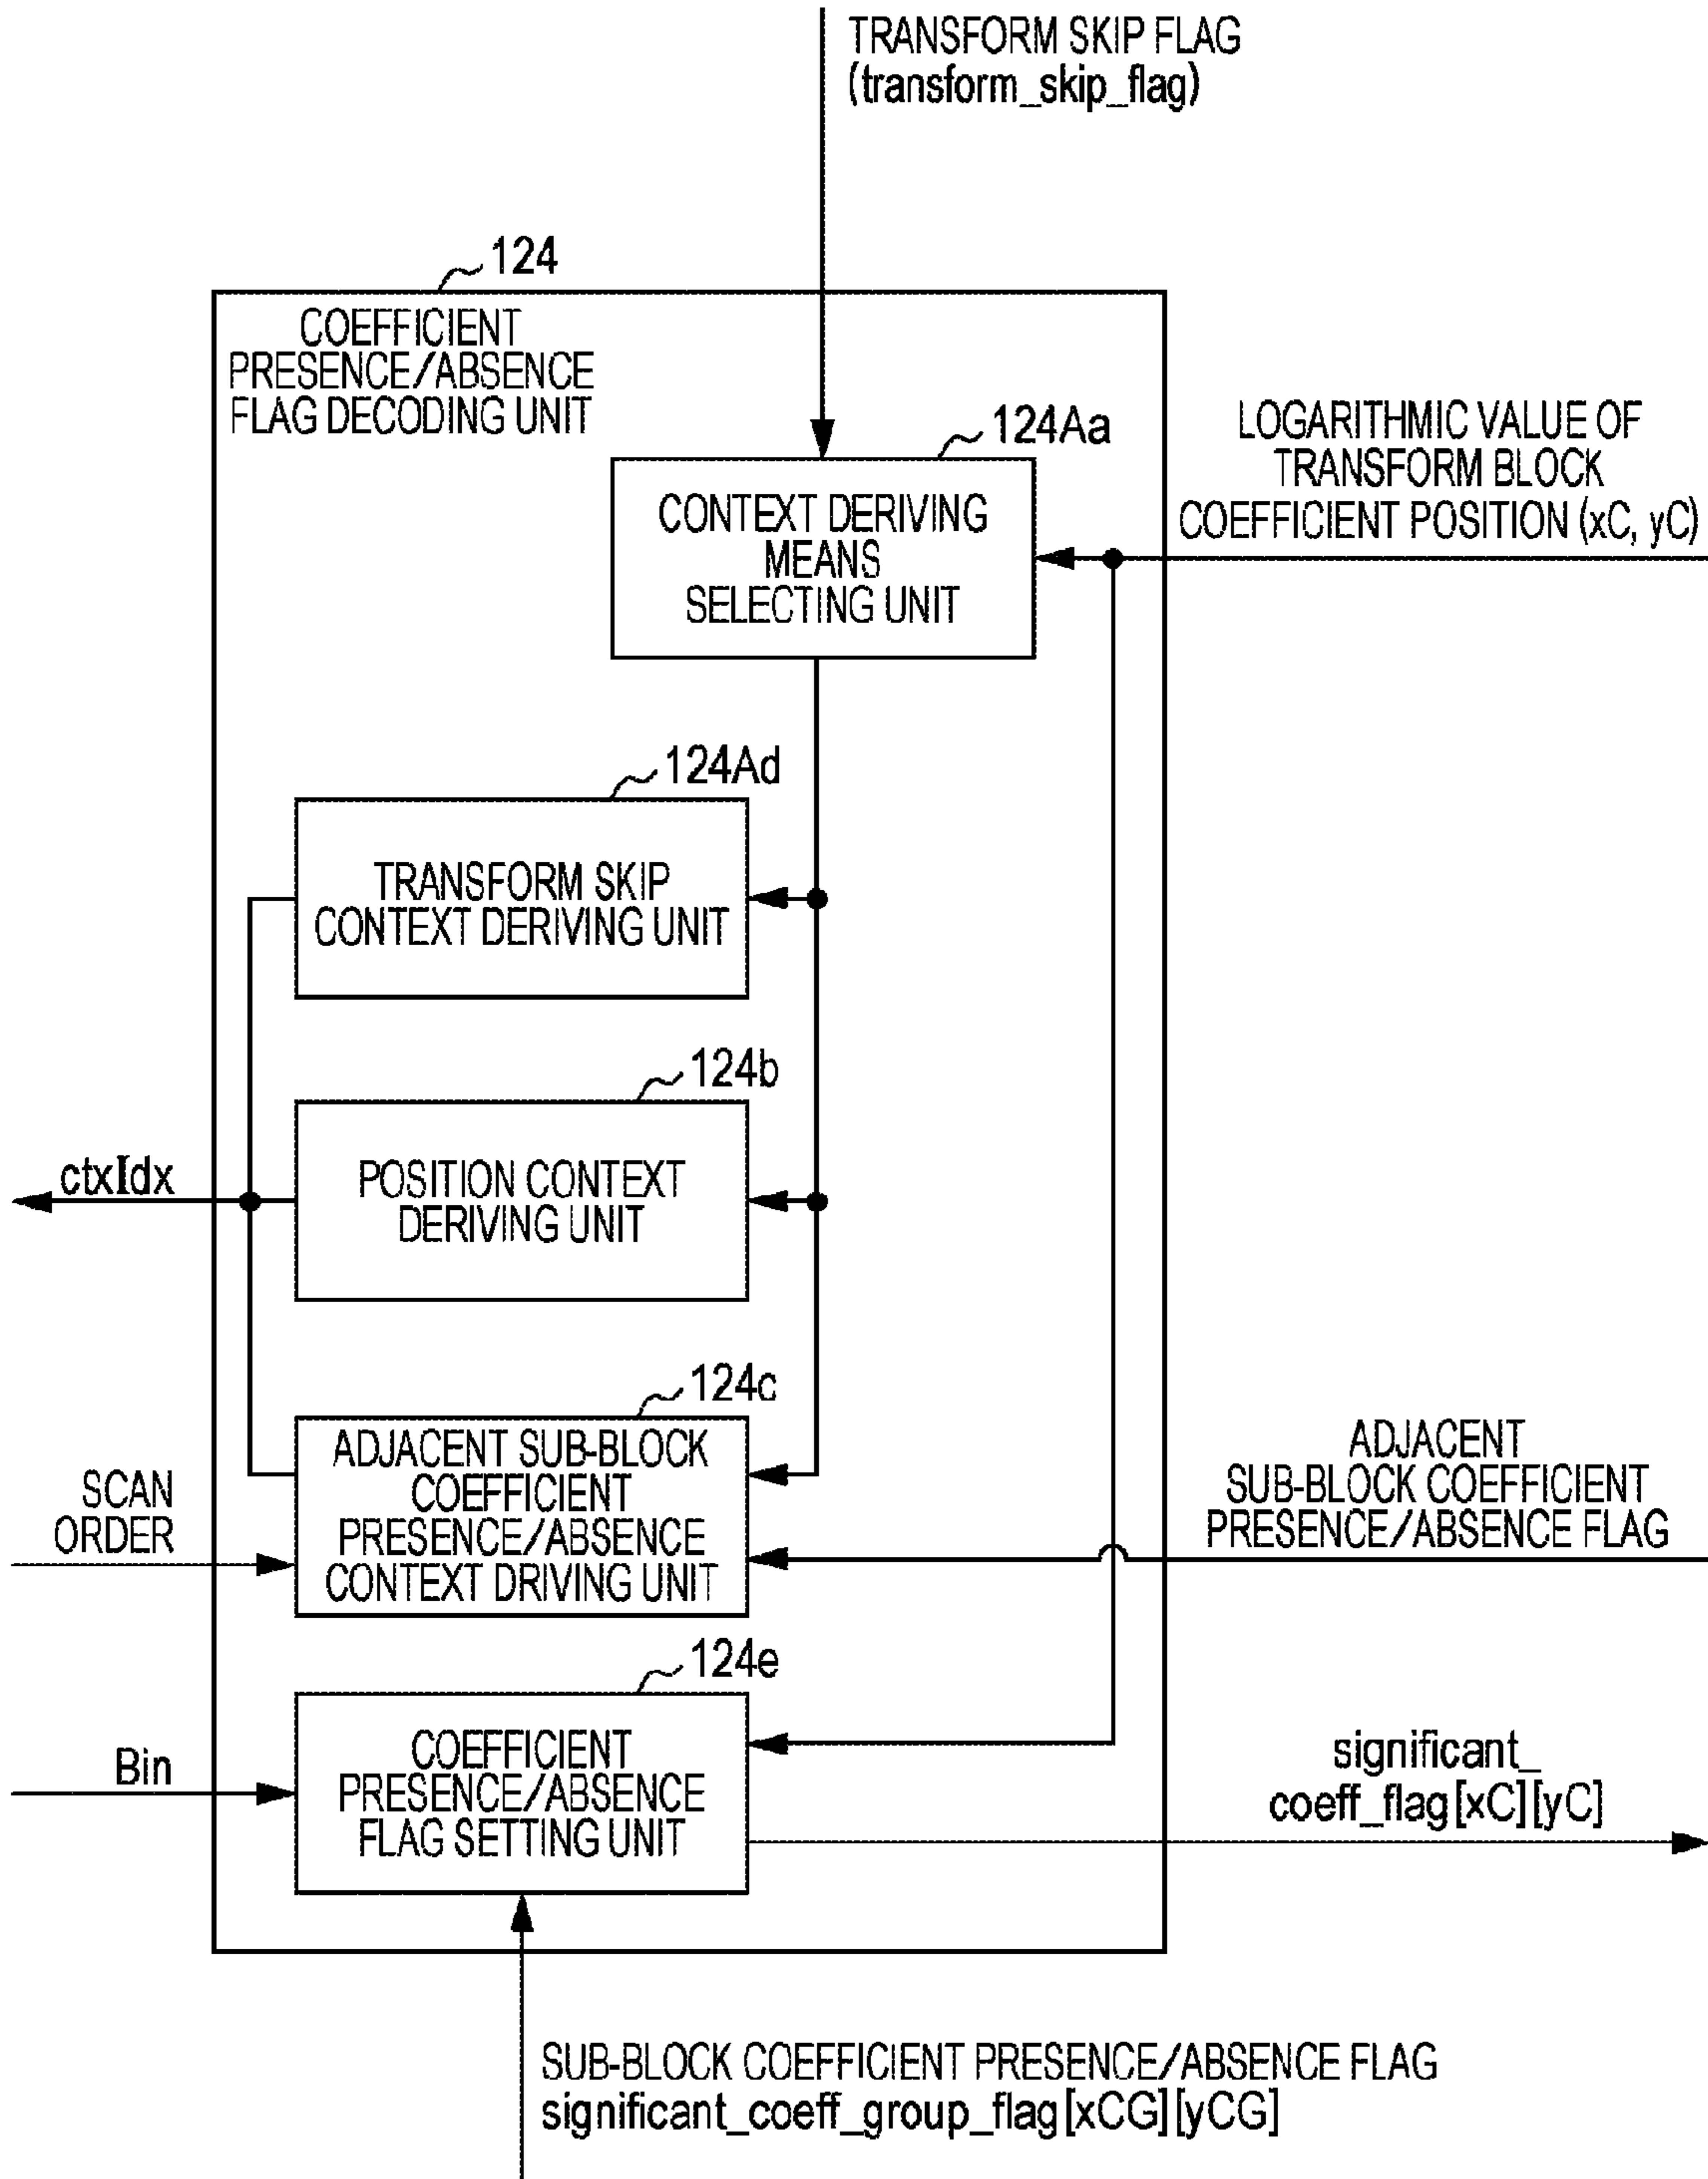 TRANSFORM SKIP FLAG
(transform_skip_flag)
124
COEFFICIENT
PRESENCE/ABSENCE
FLAG DECODING UNIT
124Aa
CONTEXT DERIVING
MEANS
SELECTING UNIT
LOGARITHMIC VALUE OF
TRANSFORM BLOCK
COEFFICIENT POSITION (xC, yC)
124Ad
TRANSFORM SKIP
CONTEXT DERIVING UNIT
124b
POSITION CONTEXT
DERIVING UNIT
ctxIdx
124c
ADJACENT SUB-BLOCK
COEFFICIENT
PRESENCE/ABSENCE
CONTEXT DRIVING UNIT
SCAN
ORDER
ADJACENT
SUB-BLOCK COEFFICIENT
PRESENCE/ABSENCE FLAG
124e
COEFFICIENT
PRESENCE/ABSENCE
FLAG SETTING UNIT
Bin
significant_
coeff_flag[xC][yC]
SUB-BLOCK COEFFICIENT PRESENCE/ABSENCE FLAG
significant_coeff_group_flag[xCG][yCG]